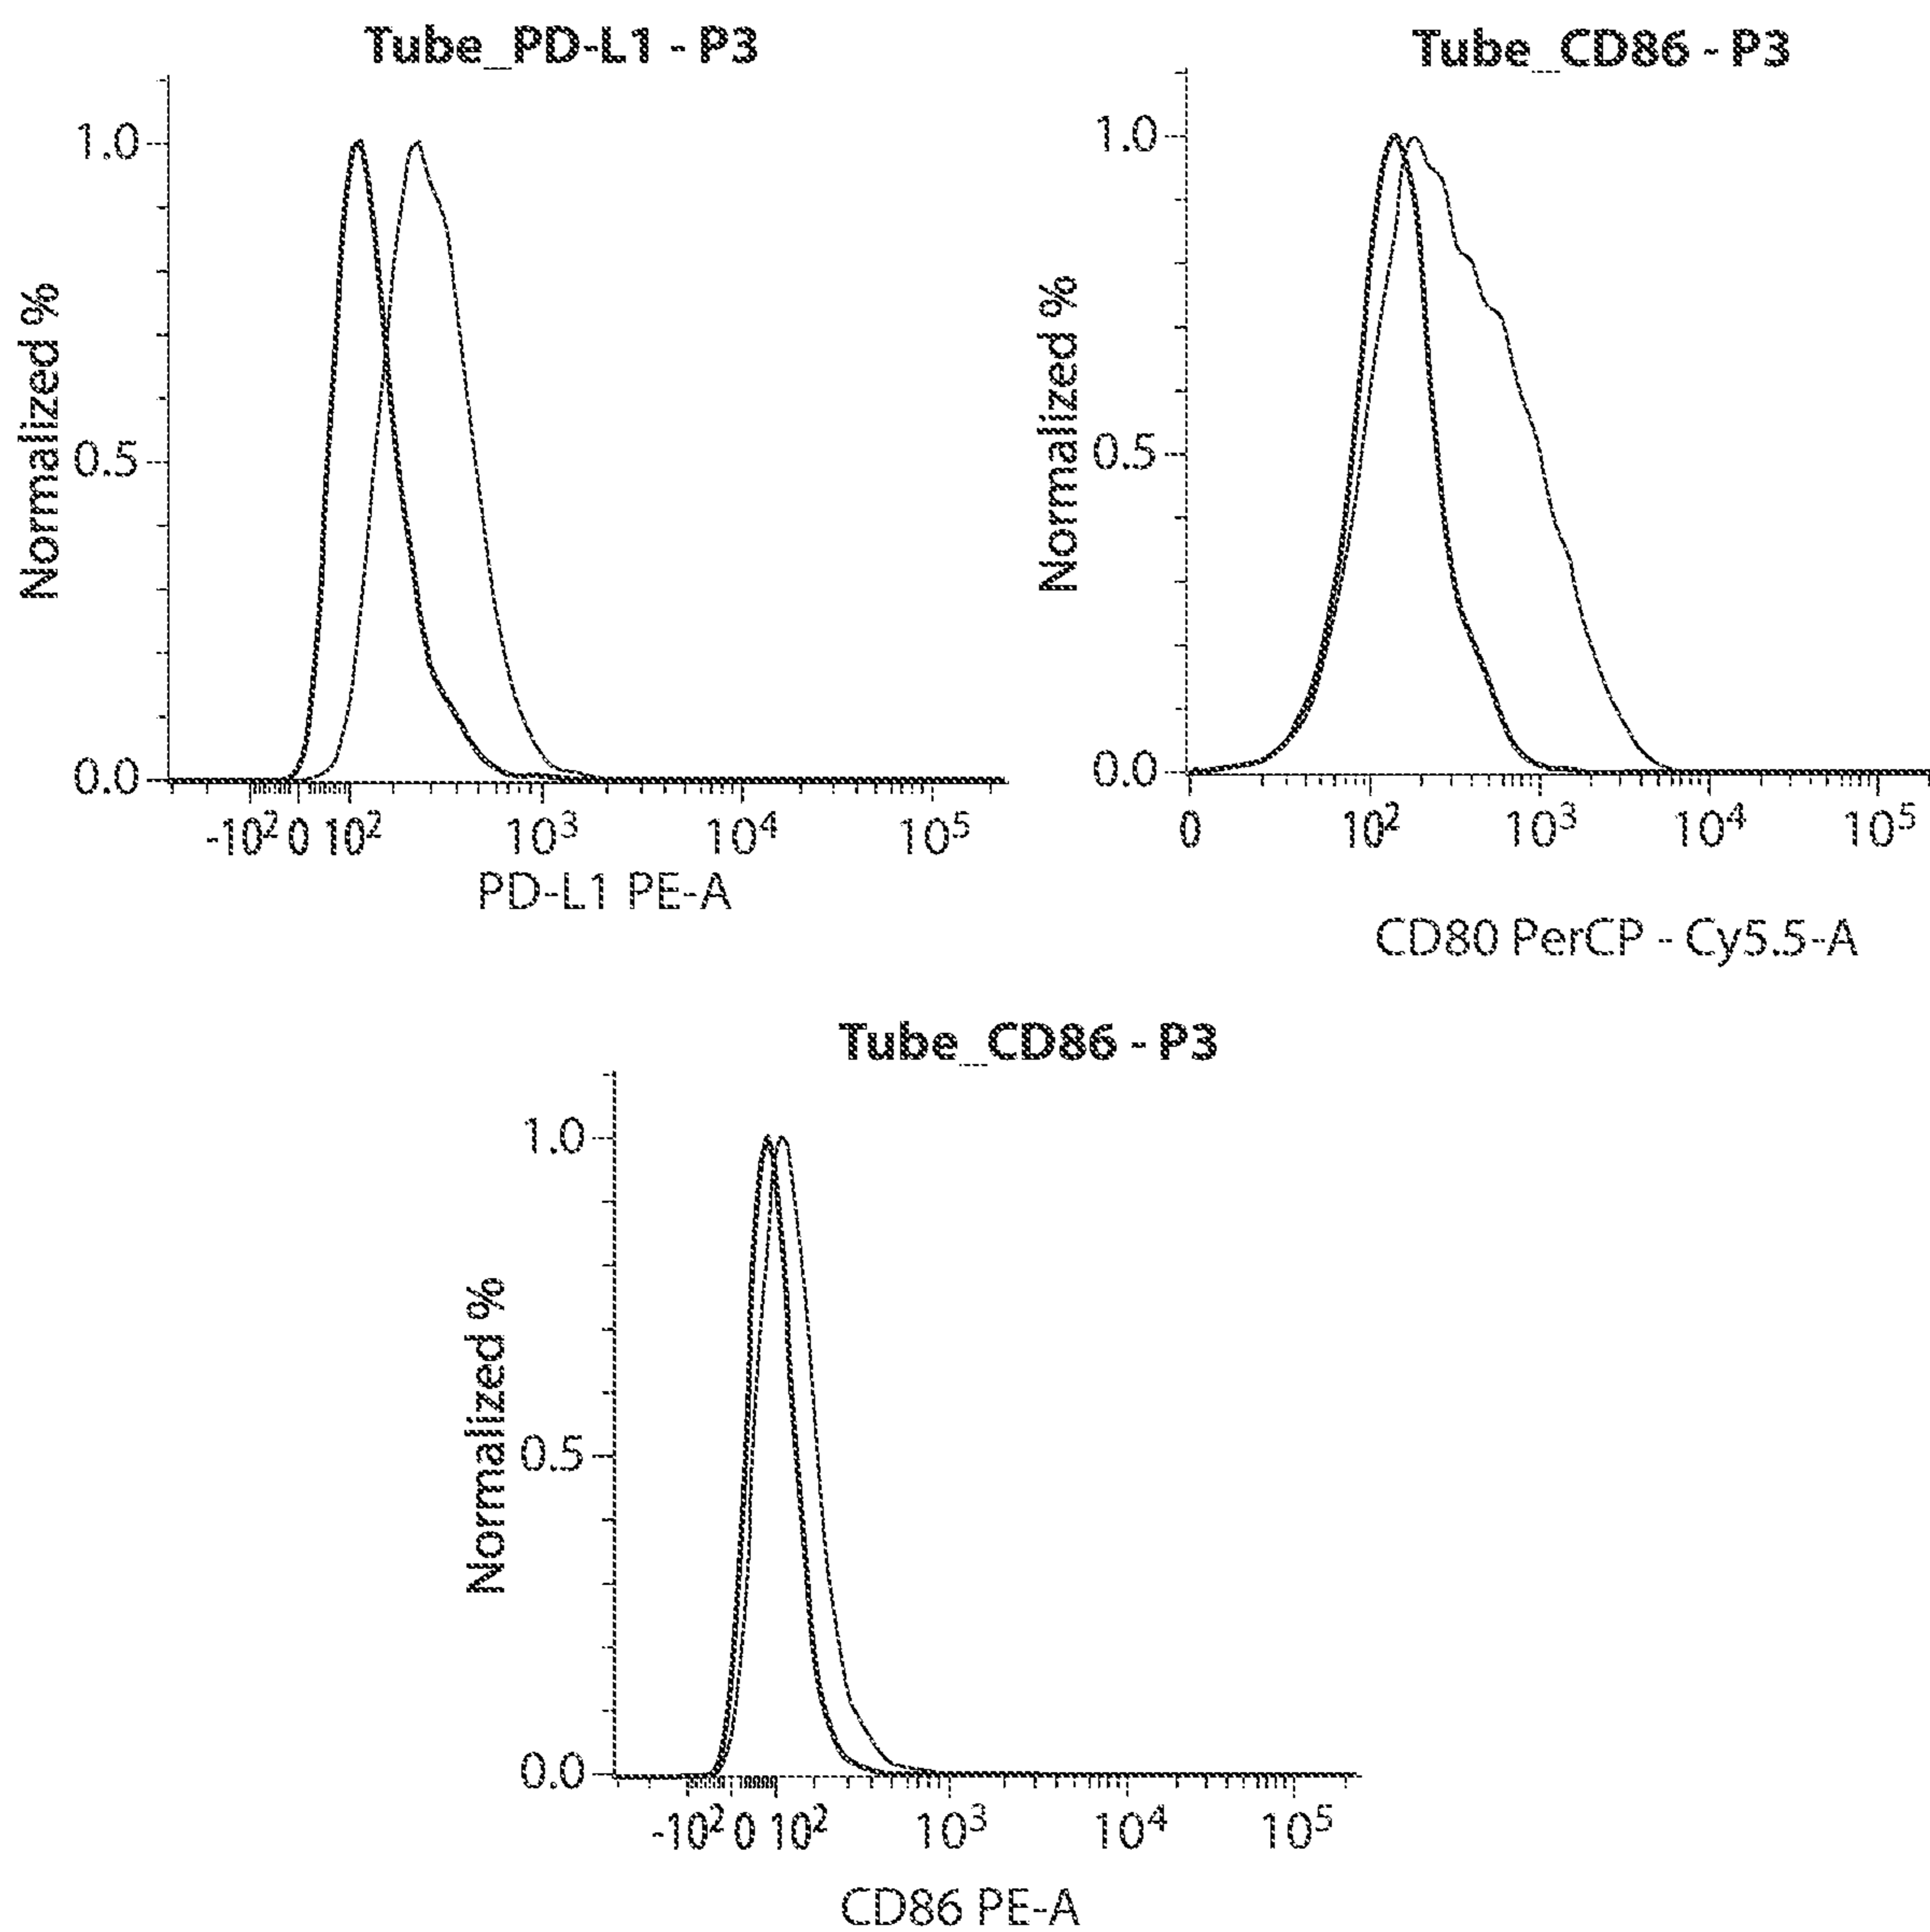 Tube_PD-L1 - P3
Normalized %
1.0
0.5
0.0
-10² 0 10² 10³ 10⁴ 10⁵
PD-L1 PE-A
Tube_CD86 - P3
Normalized %
1.0
0.5
0.0
0 10² 10³ 10⁴ 10⁵
CD80 PerCP - Cy5.5-A
Tube_CD86 - P3
Normalized %
1.0
0.5
0.0
-10² 0 10² 10³ 10⁴ 10⁵
CD86 PE-A